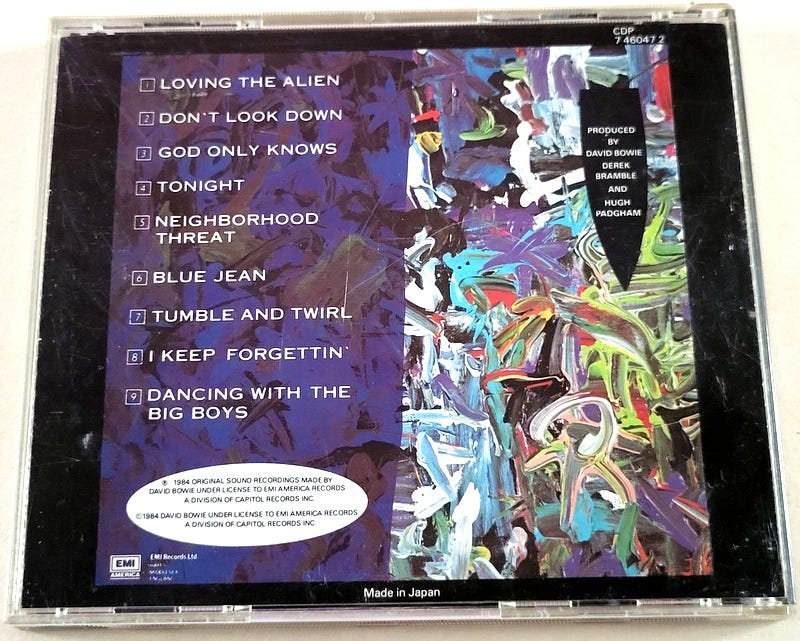 CDP
7 46047 2
1 LOVING THE ALIEN
2 DON'T LOOK DOWN
3 GOD ONLY KNOWS
4 TONIGHT
5 NEIGHBORHOOD
THREAT
6 BLUE JEAN
7 TUMBLE AND TWIRL
8 I KEEP FORGETTIN'
9 DANCING WITH THE
BIG BOYS
PRODUCED
BY
DAVID BOWIE
DEREK
BRAMBLE
AND
HUGH
PADGHAM
℗ 1984 ORIGINAL SOUND RECORDINGS MADE BY
DAVID BOWIE UNDER LICENSE TO EMI AMERICA RECORDS
A DIVISION OF CAPITOL RECORDS INC.
©1984 DAVID BOWIE UNDER LICENSE TO EMI AMERICA RECORDS
A DIVISION OF CAPITOL RECORDS INC.
EMI
AMERICA
EMI Records Ltd
Made in Japan